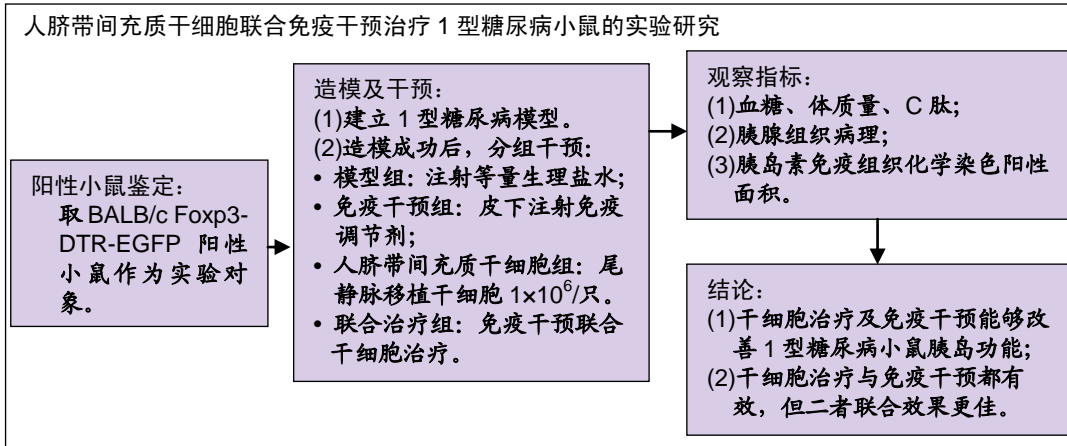 人脐带间充质干细胞联合免疫干预治疗 1 型糖尿病小鼠的实验研究
阳性小鼠鉴定：
取 BALB/c Foxp3-
DTR-EGFP 阳性
小鼠作为实验对
象。
造模及干预：
(1)建立 1 型糖尿病模型。
(2)造模成功后，分组干预：
• 模型组：注射等量生理盐水；
• 免疫干预组：皮下注射免疫
调节剂；
• 人脐带间充质干细胞组：尾
静脉移植干细胞 1×10⁶/只。
• 联合治疗组：免疫干预联合
干细胞治疗。
观察指标：
(1)血糖、体质量、C 肽；
(2)胰腺组织病理；
(3)胰岛素免疫组织化学染色阳性
面积。
结论：
(1)干细胞治疗及免疫干预能够改
善 1 型糖尿病小鼠胰岛功能；
(2)干细胞治疗与免疫干预都有
效，但二者联合效果更佳。